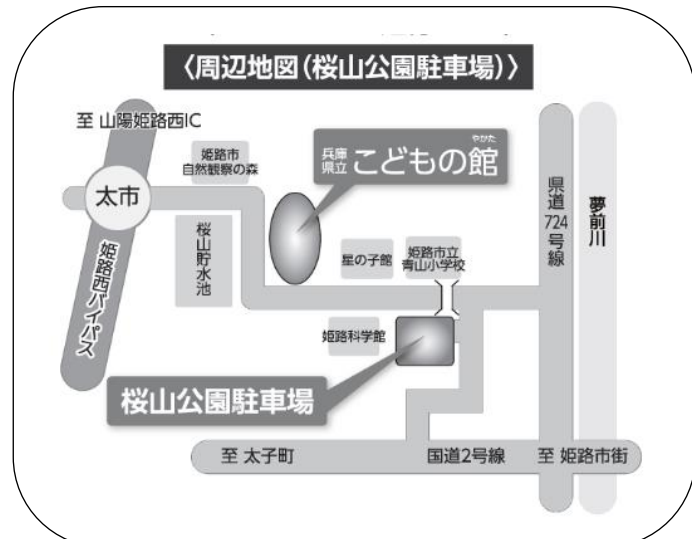 〈周辺地図(桜山公園駐車場)〉
至 山陽姫路西IC
太市
姫路西バイパス
姫路市
自然観察の森
桜山
貯水池
兵庫
県立
こどもの館
やかた
星の子館
姫路市立
青山小学校
姫路科学館
桜山公園駐車場
県道
724
号線
夢前川
至 太子町
国道2号線
至 姫路市街